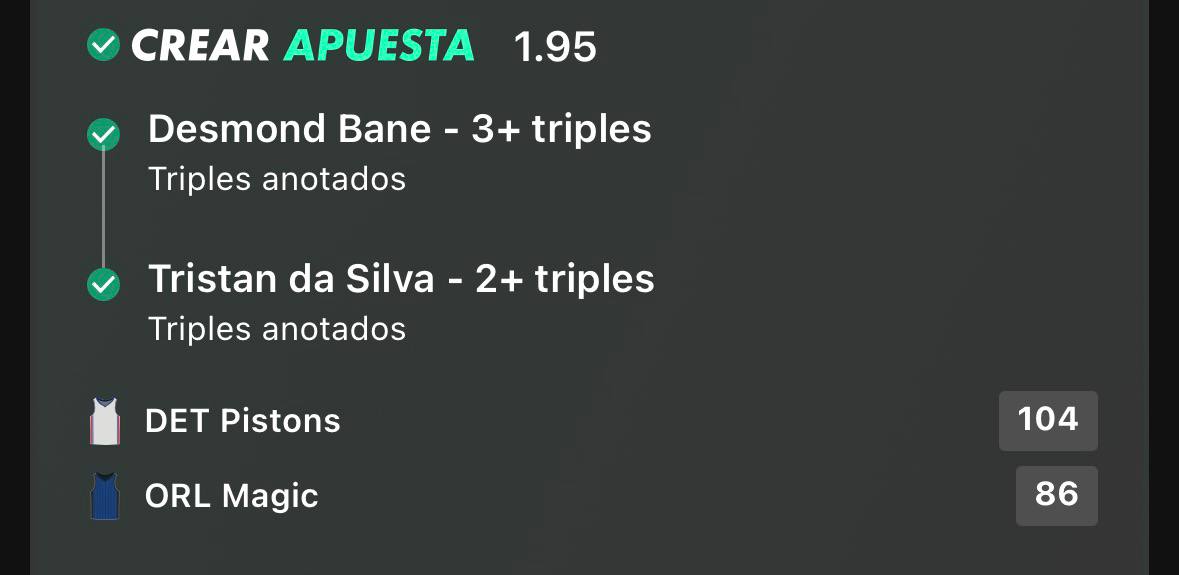 CREAR APUESTA 1.95
Desmond Bane - 3+ triples
Triples anotados
Tristan da Silva - 2+ triples
Triples anotados
DET Pistons 104
ORL Magic 86